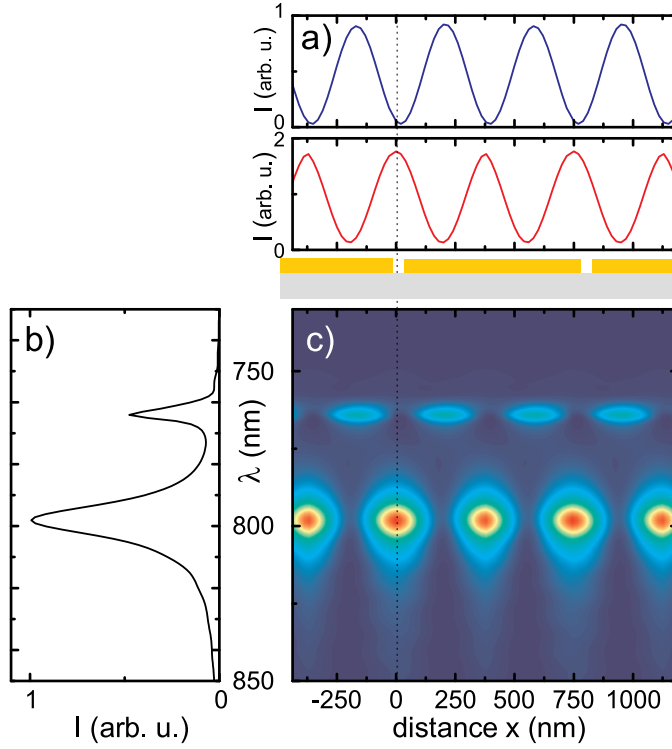 a)
1
I (arb. u.)
0
2
I (arb. u.)
0
b)
c)
750
λ (nm)
800
850
1
0
I (arb. u.)
-250
0
250
500
750
1000
distance x (nm)